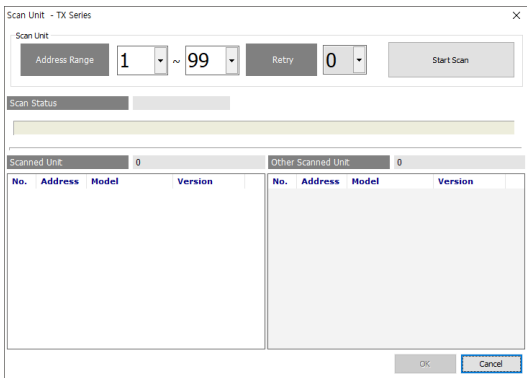 Scan Unit - TX Series
Scan Unit
Address Range 1 ~ 99 Retry 0 Start Scan
Scan Status
Scanned Unit 0 Other Scanned Unit 0
No. Address Model Version No. Address Model Version
OK Cancel